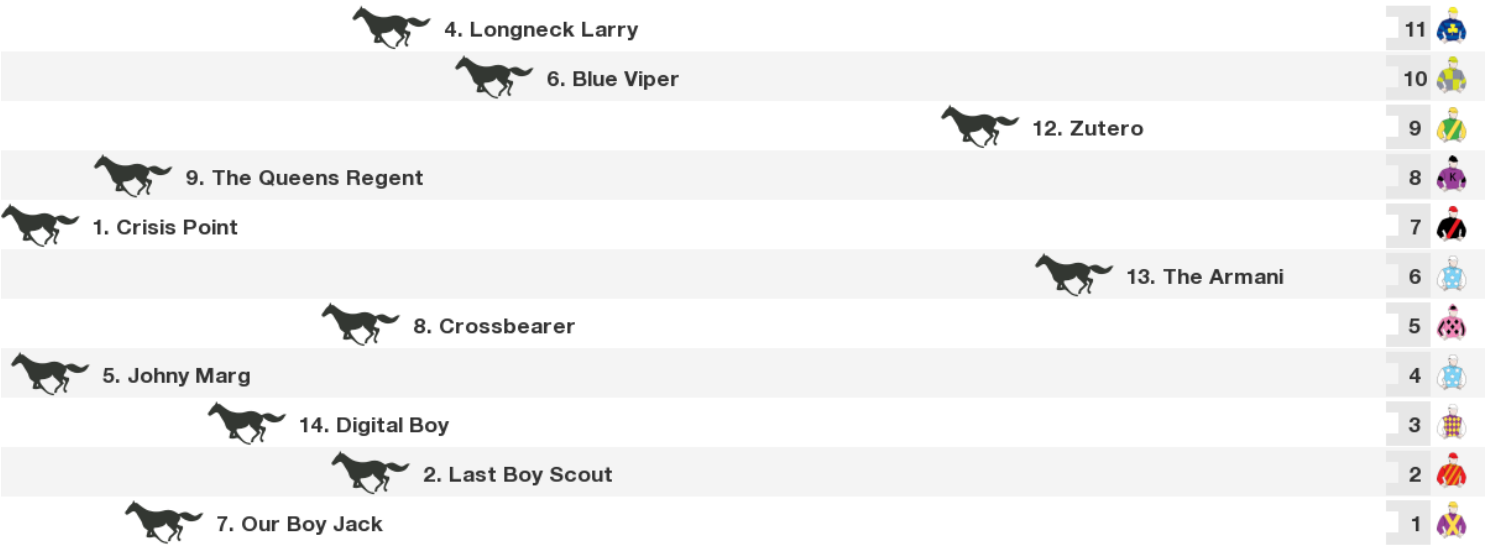 4. Longneck Larry 11
6. Blue Viper 10
12. Zutero 9
9. The Queens Regent 8 K
1. Crisis Point 7
13. The Armani 6
8. Crossbearer 5
5. Johny Marg 4
14. Digital Boy 3
2. Last Boy Scout 2
7. Our Boy Jack 1